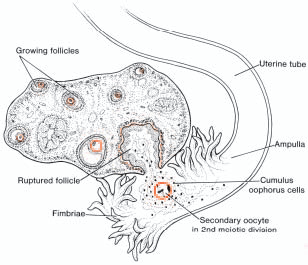 Growing follicles
Uterine tube
Ampulla
Ruptured follicle
Cumulus
oophorus cells
Fimbriae
Secondary oocyte
in 2nd meiotic division